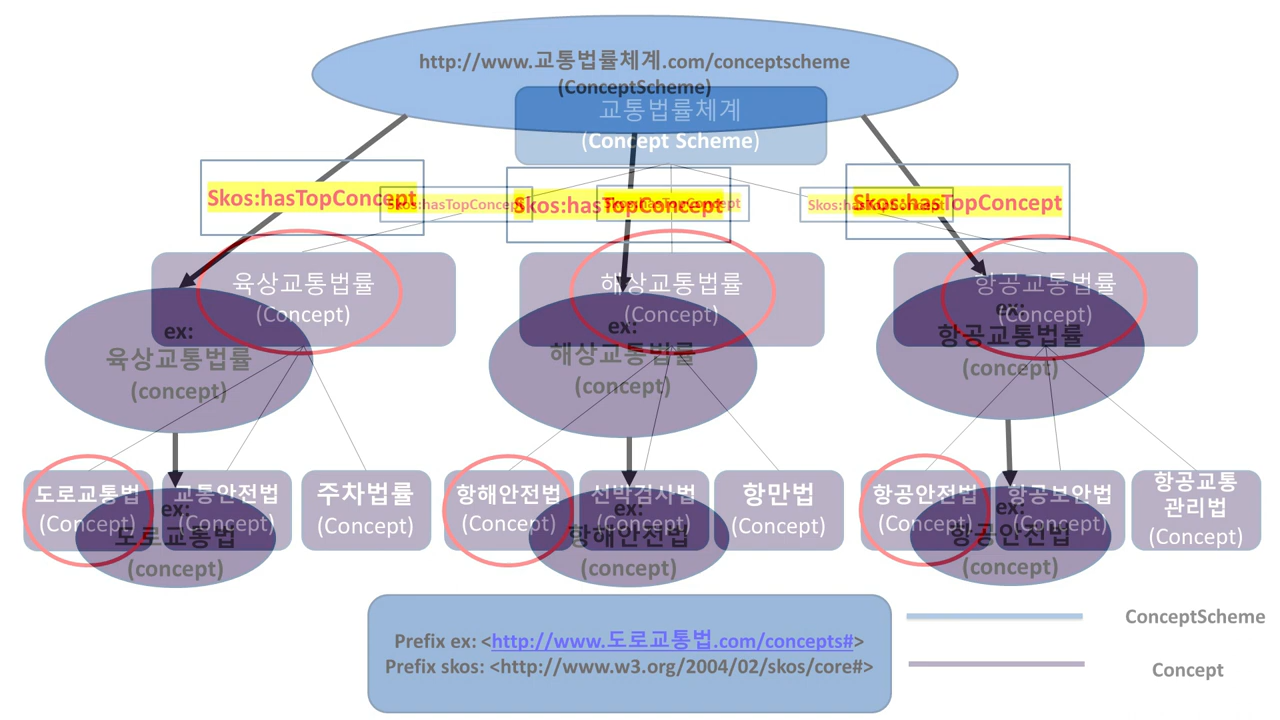 http://www.교통법률체계.com/conceptscheme
(ConceptScheme)
교통법률체계
(Concept Scheme)
Skos:hasTopConcept
Skos:hasTopConcept
Skos:hasTopConcept
Skos:hasTopConcept
Skos:hasTopConcept
Skos:hasTopConcept
육상교통법률
(Concept)
해상교통법률
(Concept)
항공교통법률
(Concept)
ex:
육상교통법률
(concept)
ex:
해상교통법률
(concept)
ex:
항공교통법률
(concept)
도로교통법
(Concept)
교통안전법
(Concept)
주차법률
(Concept)
항해안전법
(Concept)
선박검사법
(Concept)
항만법
(Concept)
항공안전법
(Concept)
항공보안법
(Concept)
항공교통
관리법
(Concept)
ex:
도로교통법
(concept)
ex:
항해안전법
(concept)
ex:
항공안전법
(concept)
Prefix ex: <http://www.도로교통법.com/concepts#>
Prefix skos: <http://www.w3.org/2004/02/skos/core#>
ConceptScheme
Concept